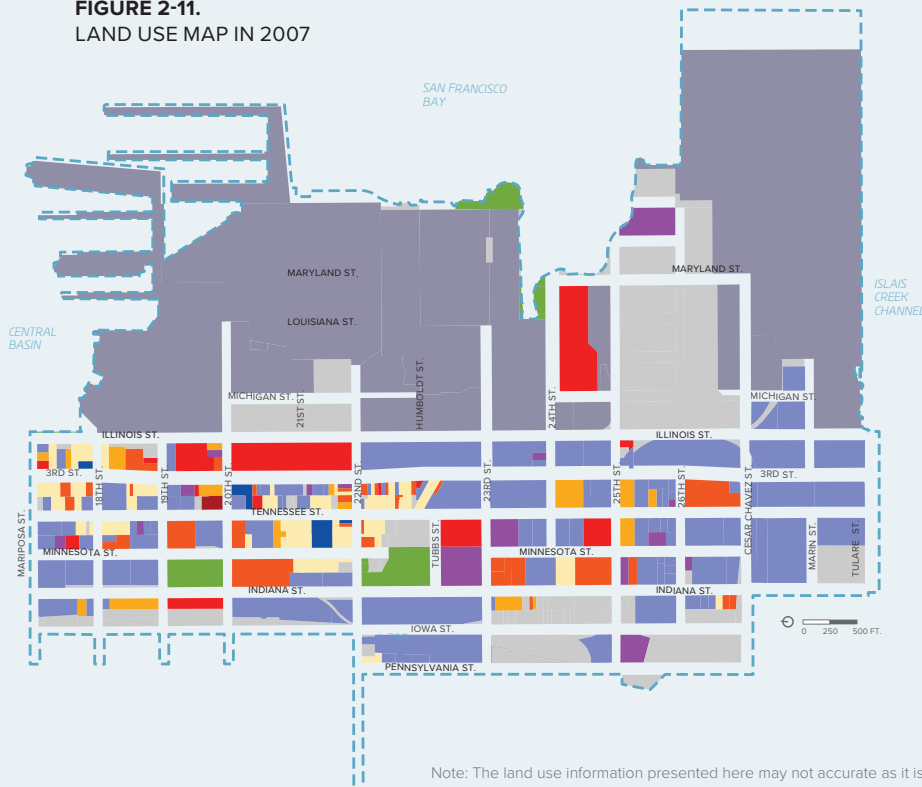 FIGURE 2-11.
LAND USE MAP IN 2007
SAN FRANCISCO
BAY
MARYLAND ST.
MARYLAND ST.
ISLAIS
CREEK
CHANNEL
LOUISIANA ST.
CENTRAL
BASIN
HUMBOLDT ST.
MICHIGAN ST.
21ST ST.
24TH ST.
MICHIGAN ST.
ILLINOIS ST.
ILLINOIS ST.
3RD ST.
3RD ST.
18TH ST.
19TH ST.
20TH ST.
22ND ST.
23RD ST.
25TH ST.
26TH ST.
CESAR CHAVEZ ST.
TENNESSEE ST.
MARIPOSA ST.
TUBBS ST.
MARIN ST.
TULARE ST.
MINNESOTA ST.
MINNESOTA ST.
INDIANA ST.
INDIANA ST.
IOWA ST.
0 250 500 FT.
PENNSYLVANIA ST.
Note: The land use information presented here may not accurate as it is